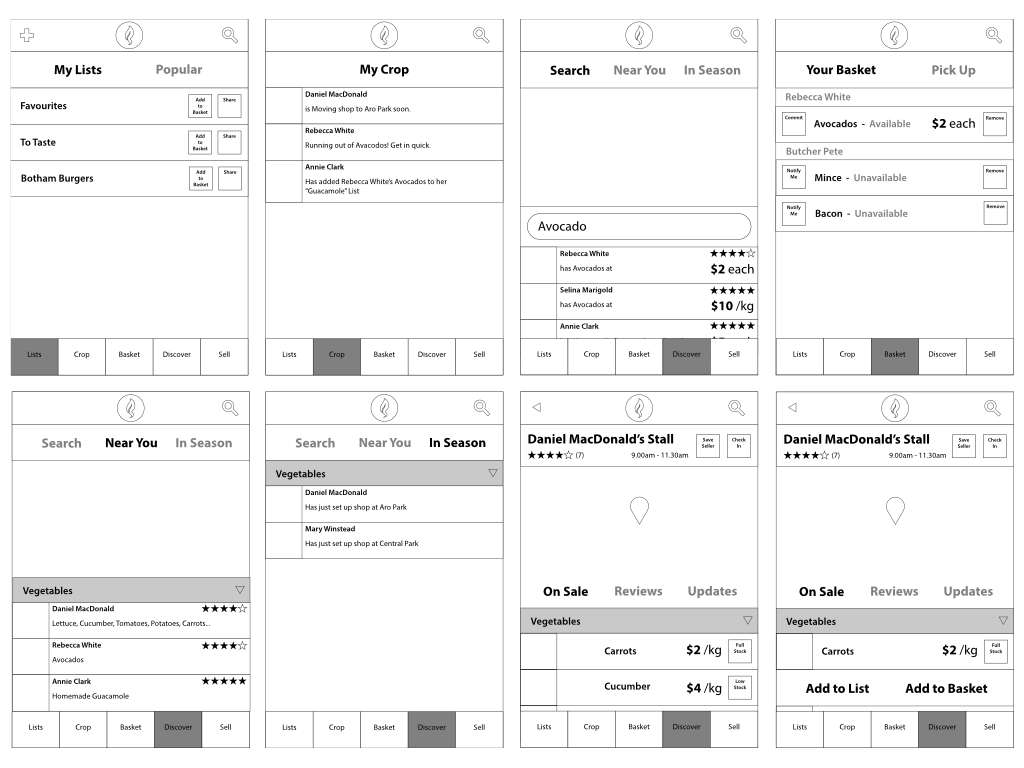 My Lists Popular
Favourites Add to Basket Share
To Taste Add to Basket Share
Botham Burgers Add to Basket Share
Lists Crop Basket Discover Sell
My Crop
Daniel MacDonald
is Moving shop to Aro Park soon.
Rebecca White
Running out of Avacados! Get in quick.
Annie Clark
Has added Rebecca White's Avocados to her
"Guacamole" List
Lists Crop Basket Discover Sell
Search Near You In Season
Avocado
Rebecca White ★★★★☆
has Avocados at $2 each
Selina Marigold ★★★★★
has Avocados at $10 /kg
Annie Clark ★★★★★
Lists Crop Basket Discover Sell
Your Basket Pick Up
Rebecca White
Commit Avocados - Available $2 each Remove
Butcher Pete
Notify Me Mince - Unavailable Remove
Notify Me Bacon - Unavailable Remove
Lists Crop Basket Discover Sell
Search Near You In Season
Vegetables
Daniel MacDonald ★★★★☆
Lettuce, Cucumber, Tomatoes, Potatoes, Carrots...
Rebecca White ★★★★☆
Avocados
Annie Clark ★★★★★
Homemade Guacamole
Lists Crop Basket Discover Sell
Search Near You In Season
Vegetables
Daniel MacDonald
Has just set up shop at Aro Park
Mary Winstead
Has just set up shop at Central Park
Lists Crop Basket Discover Sell
Daniel MacDonald's Stall Save Seller Check In
★★★★☆ (7) 9.00am - 11.30am
On Sale Reviews Updates
Vegetables
Carrots $2 /kg Full Stock
Cucumber $4 /kg Low Stock
Lists Crop Basket Discover Sell
Daniel MacDonald's Stall Save Seller Check In
★★★★☆ (7) 9.00am - 11.30am
On Sale Reviews Updates
Vegetables
Carrots $2 /kg Full Stock
Add to List Add to Basket
Lists Crop Basket Discover Sell